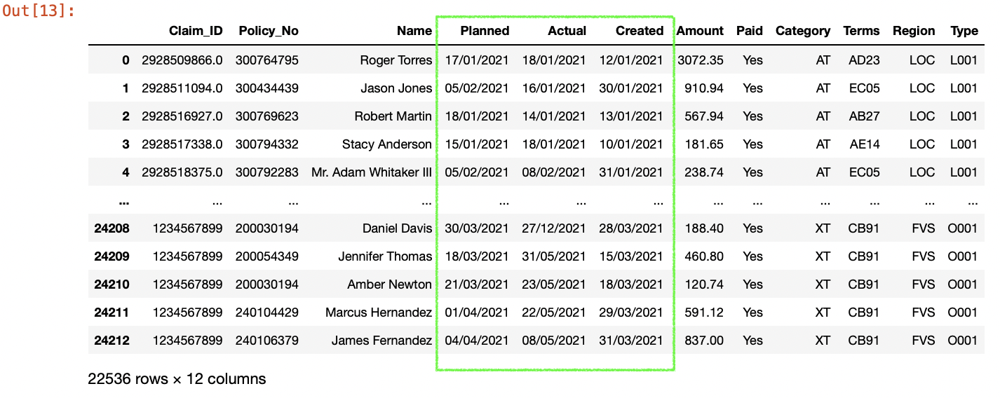 Out[13]:
Claim_ID Policy_No Name Planned Actual Created Amount Paid Category Terms Region Type
0 2928509866.0 300764795 Roger Torres 17/01/2021 18/01/2021 12/01/2021 3072.35 Yes AT AD23 LOC L001
1 2928511094.0 300434439 Jason Jones 05/02/2021 16/01/2021 30/01/2021 910.94 Yes AT EC05 LOC L001
2 2928516927.0 300769623 Robert Martin 18/01/2021 14/01/2021 13/01/2021 567.94 Yes AT AB27 LOC L001
3 2928517338.0 300794332 Stacy Anderson 15/01/2021 18/01/2021 10/01/2021 181.65 Yes AT AE14 LOC L001
4 2928518375.0 300792283 Mr. Adam Whitaker III 05/02/2021 08/02/2021 31/01/2021 238.74 Yes AT EC05 LOC L001
... ... ... ... ... ... ... ... ... ... ... ... ...
24208 1234567899 200030194 Daniel Davis 30/03/2021 27/12/2021 28/03/2021 188.40 Yes XT CB91 FVS O001
24209 1234567899 200054349 Jennifer Thomas 18/03/2021 31/05/2021 15/03/2021 460.80 Yes XT CB91 FVS O001
24210 1234567899 200030194 Amber Newton 21/03/2021 23/05/2021 18/03/2021 120.74 Yes XT CB91 FVS O001
24211 1234567899 240104429 Marcus Hernandez 01/04/2021 22/05/2021 29/03/2021 591.12 Yes XT CB91 FVS O001
24212 1234567899 240106379 James Fernandez 04/04/2021 08/05/2021 31/03/2021 837.00 Yes XT CB91 FVS O001
22536 rows × 12 columns